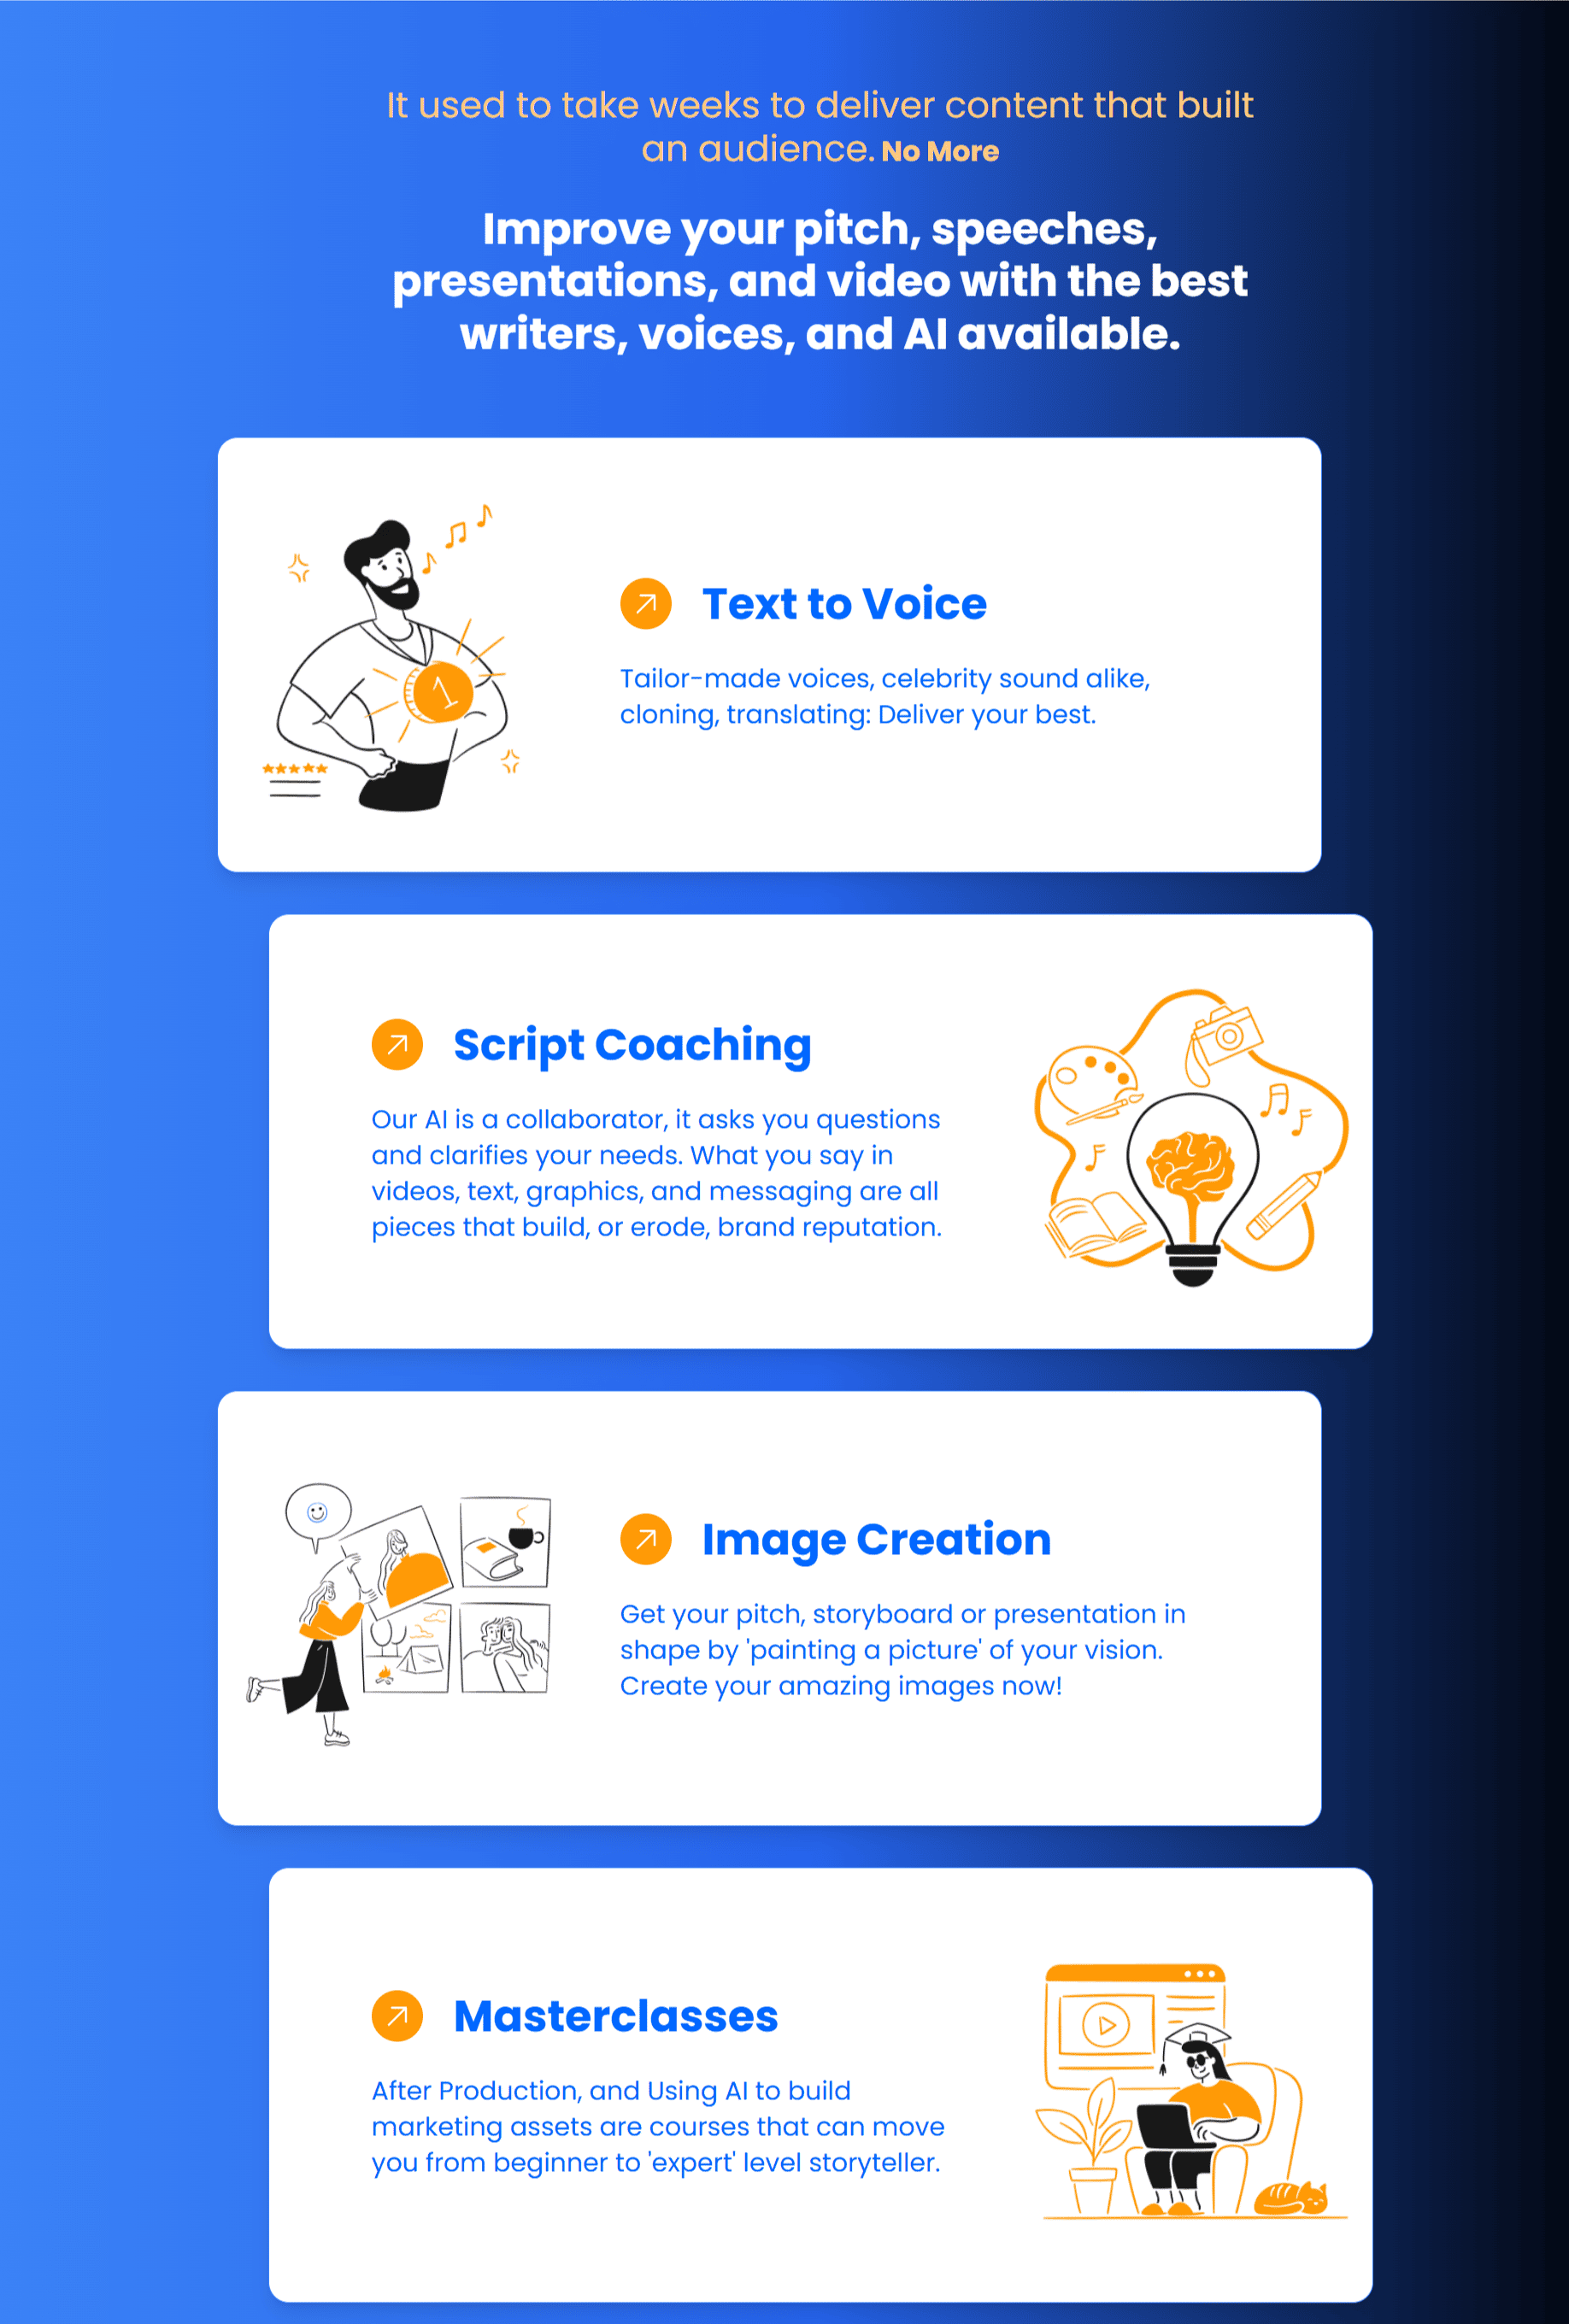 It used to take weeks to deliver content that built
an audience. No More
Improve your pitch, speeches,
presentations, and video with the best
writers, voices, and AI available.
1
Text to Voice
Tailor-made voices, celebrity sound alike,
cloning, translating: Deliver your best.
Script Coaching
Our AI is a collaborator, it asks you questions
and clarifies your needs. What you say in
videos, text, graphics, and messaging are all
pieces that build, or erode, brand reputation.
Image Creation
Get your pitch, storyboard or presentation in
shape by 'painting a picture' of your vision.
Create your amazing images now!
Masterclasses
After Production, and Using AI to build
marketing assets are courses that can move
you from beginner to 'expert' level storyteller.